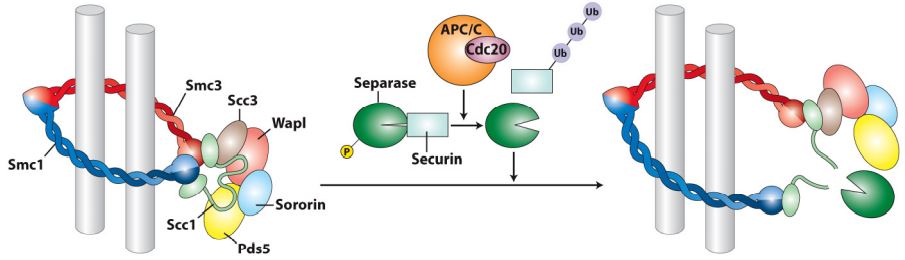 Smc3
Scc3
Wapl
Smc1
Scc1
Sororin
Pds5
Separase
P
Securin
APC/C
Cdc20
Ub
Ub
Ub